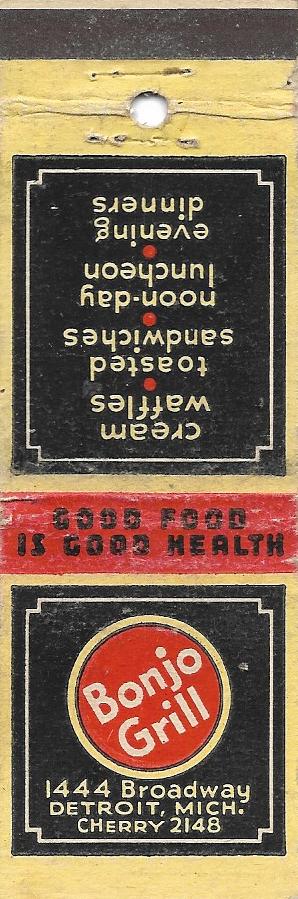 cream
waffles
toasted
sandwiches
noon-day
luncheon
evening
dinners
GOOD FOOD
IS GOOD HEALTH
Bonjo
Grill
1444 Broadway
DETROIT, MICH.
CHERRY 2148